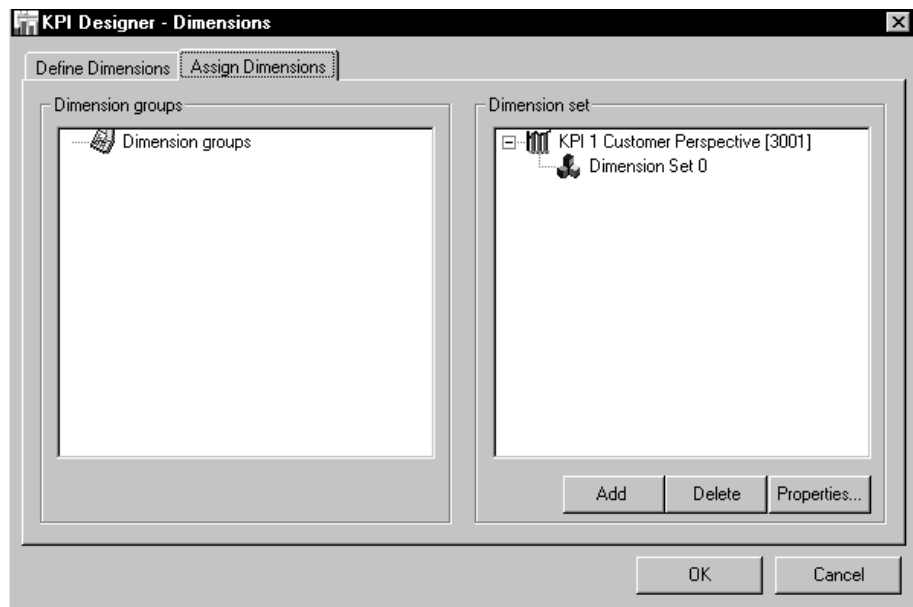 KPI Designer - Dimensions
Define Dimensions Assign Dimensions
Dimension groups
Dimension groups
Dimension set
KPI 1 Customer Perspective [3001]
Dimension Set 0
Add Delete Properties...
OK Cancel